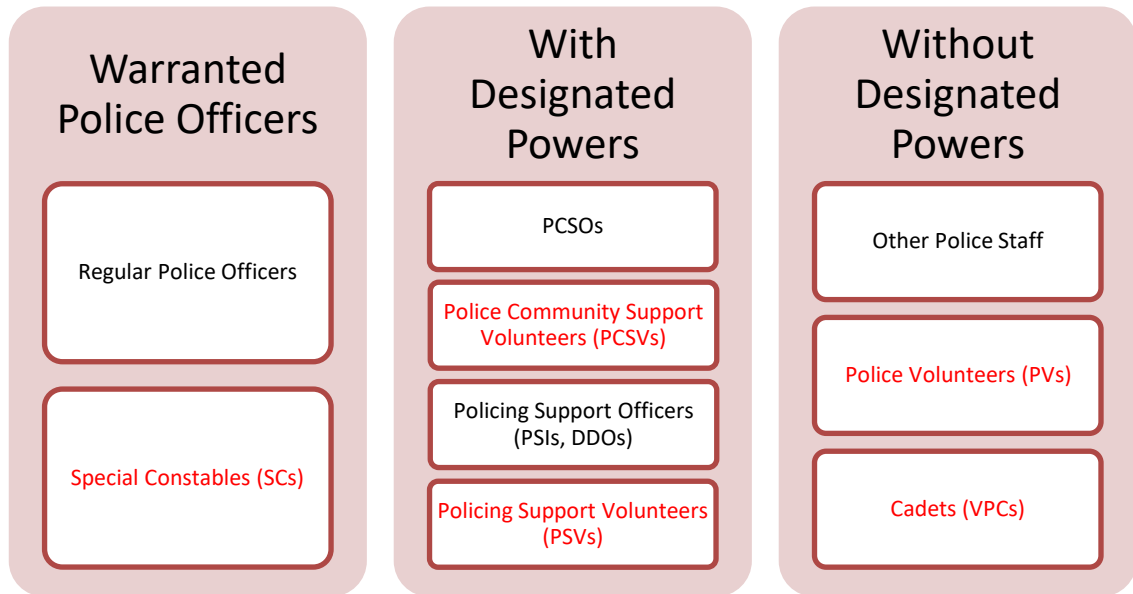 Warranted
Police Officers
Regular Police Officers
Special Constables (SCs)
With
Designated
Powers
PCSOs
Police Community Support
Volunteers (PCSVs)
Policing Support Officers
(PSIs, DDOs)
Policing Support Volunteers
(PSVs)
Without
Designated
Powers
Other Police Staff
Police Volunteers (PVs)
Cadets (VPCs)